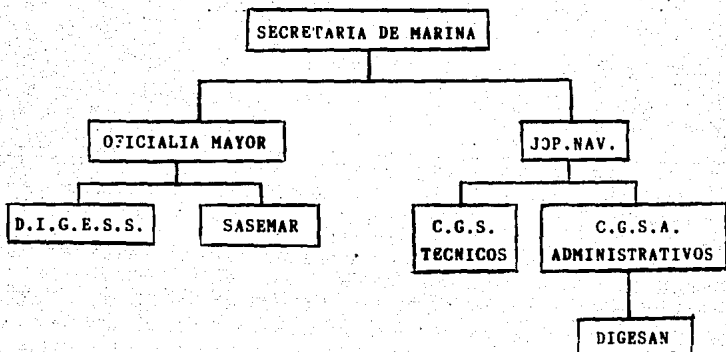 SECRETARIA DE MARINA
OFICIALIA MAYOR
JOP.NAV.
D.I.G.E.S.S.
SASEMAR
C.G.S.
TECNICOS
C.G.S.A.
ADMINISTRATIVOS
DIGESAN